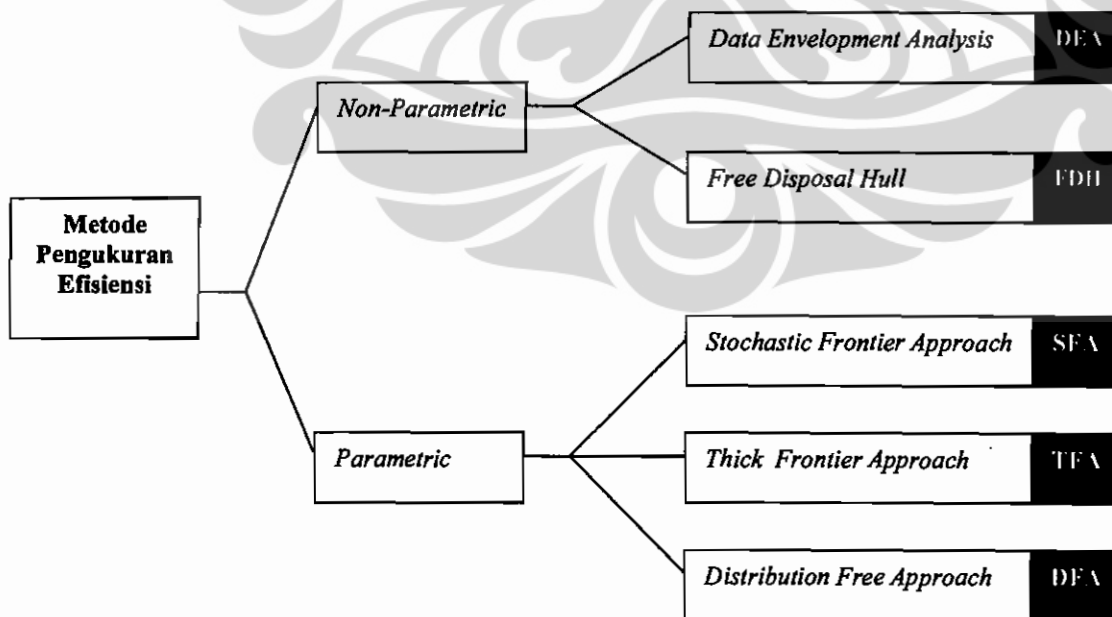 Data Envelopment Analysis DEA
Non-Parametric
Free Disposal Hull FDH
Metode
Pengukuran
Efisiensi
Stochastic Frontier Approach SFA
Parametric
Thick Frontier Approach TFA
Distribution Free Approach DFA